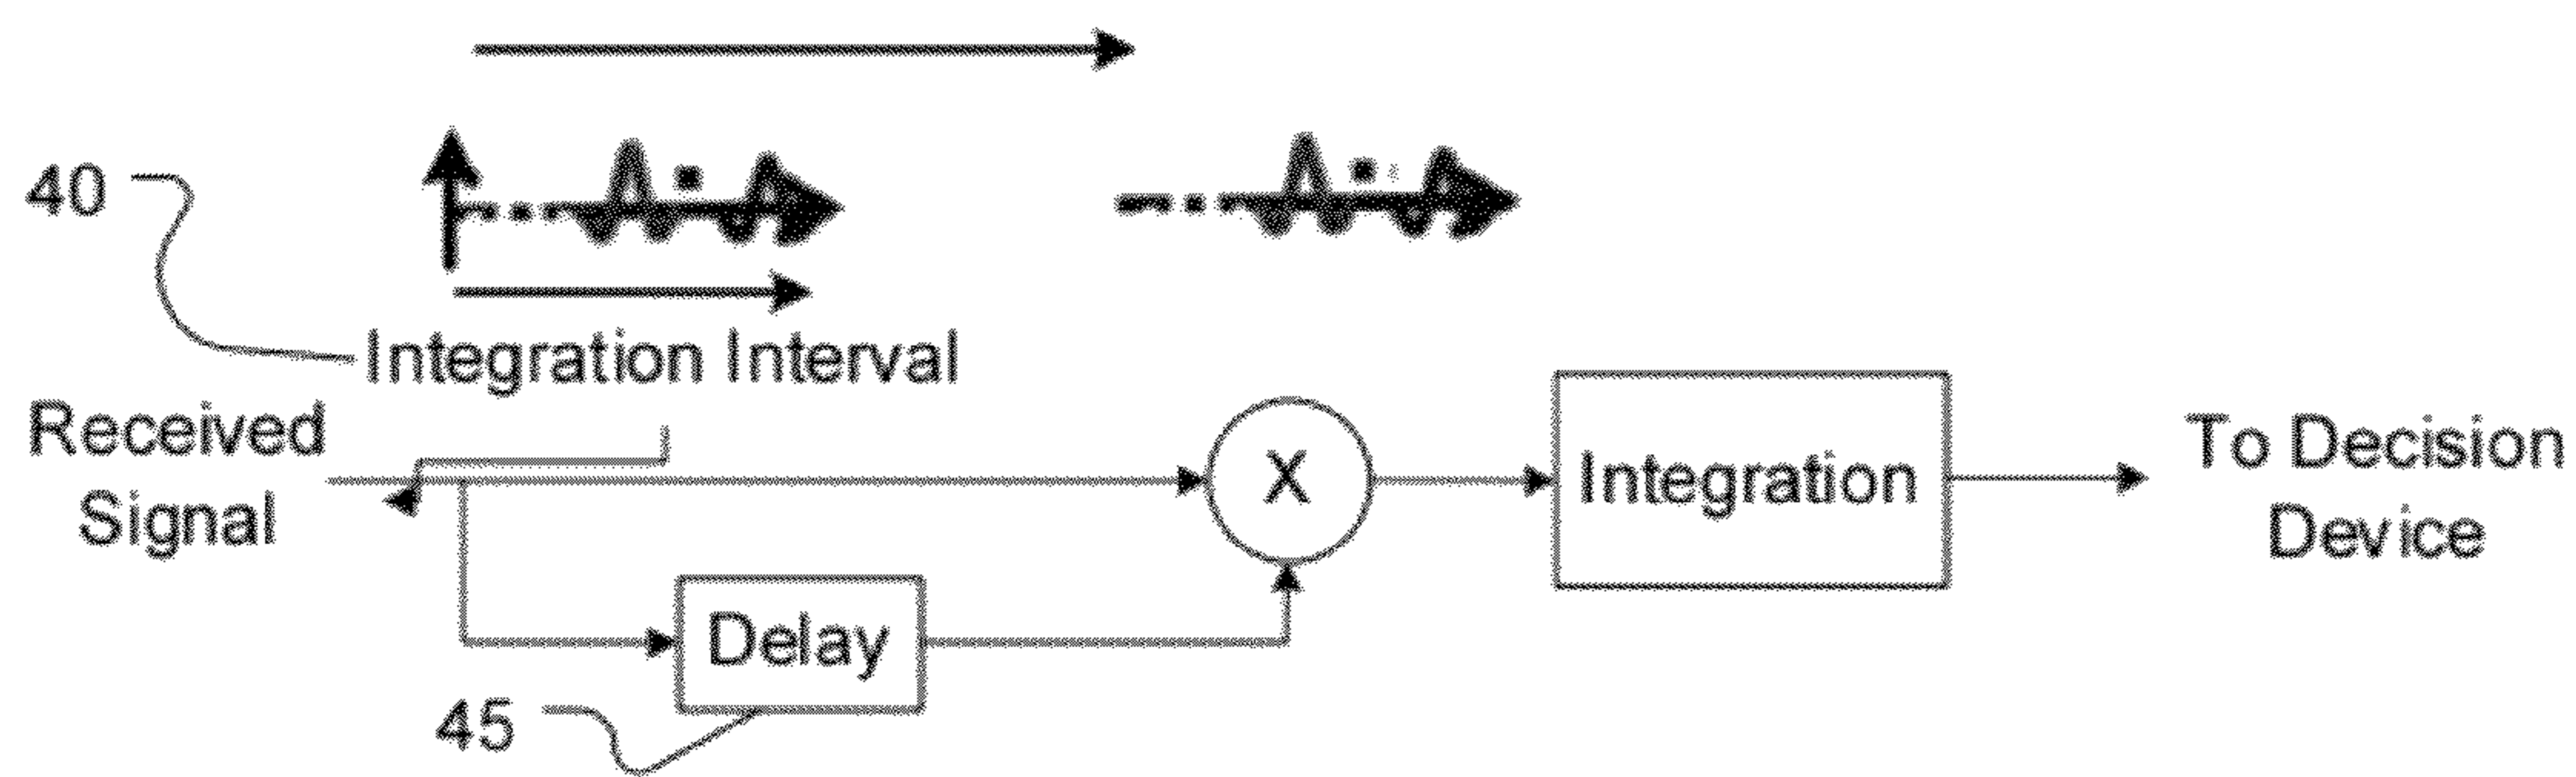 40
Integration Interval
Received
Signal
X
Integration
To Decision
Device
Delay
45